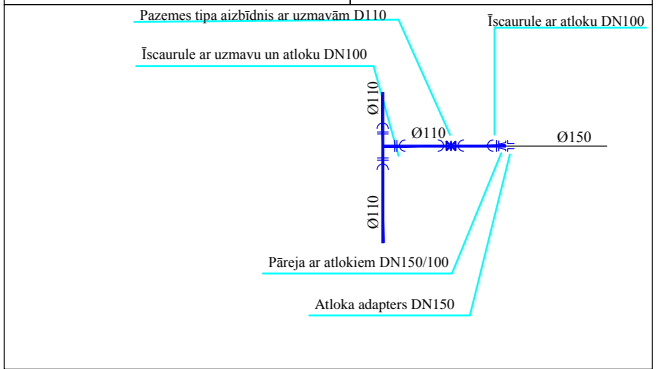 Pazemes tipa aizbīdnis ar uzmavām D110
Īscaurule ar atloku DN100
Īscaurule ar uzmavu un atloku DN100
Ø110
Ø110
Ø150
Ø110
Pāreja ar atlokiem DN150/100
Atloka adapters DN150